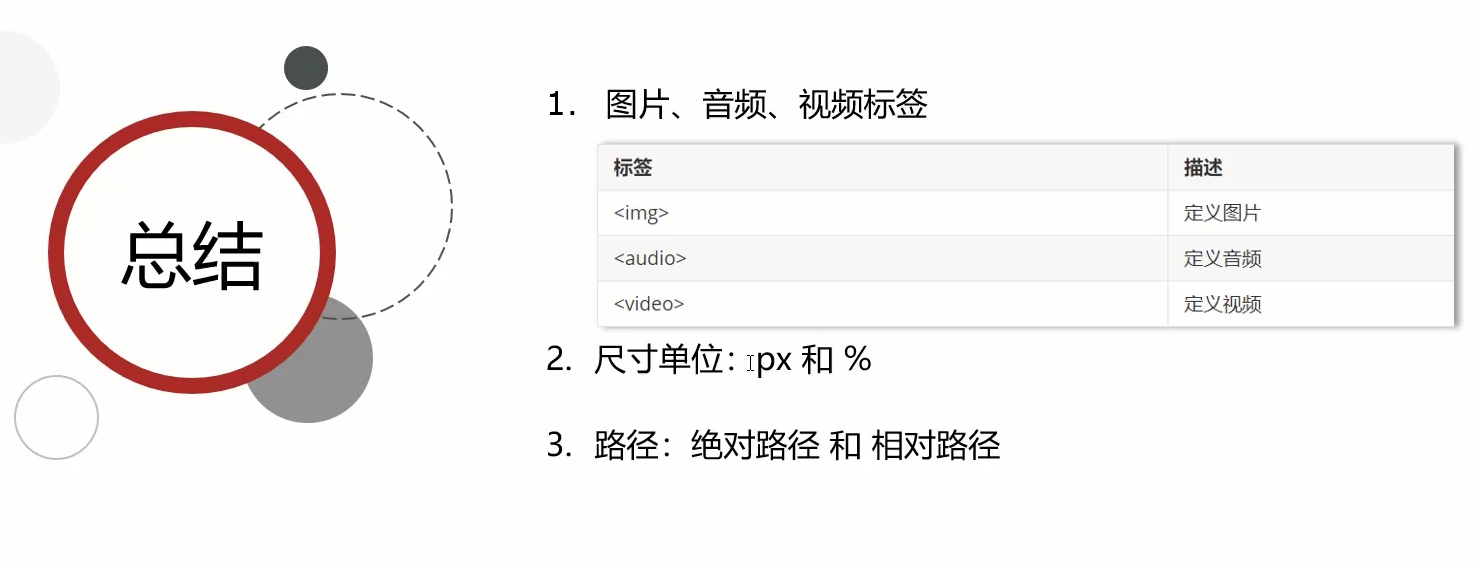 总结
1. 图片、音频、视频标签
标签 描述
<img> 定义图片
<audio> 定义音频
<video> 定义视频
2. 尺寸单位：px 和 %
3. 路径：绝对路径 和 相对路径